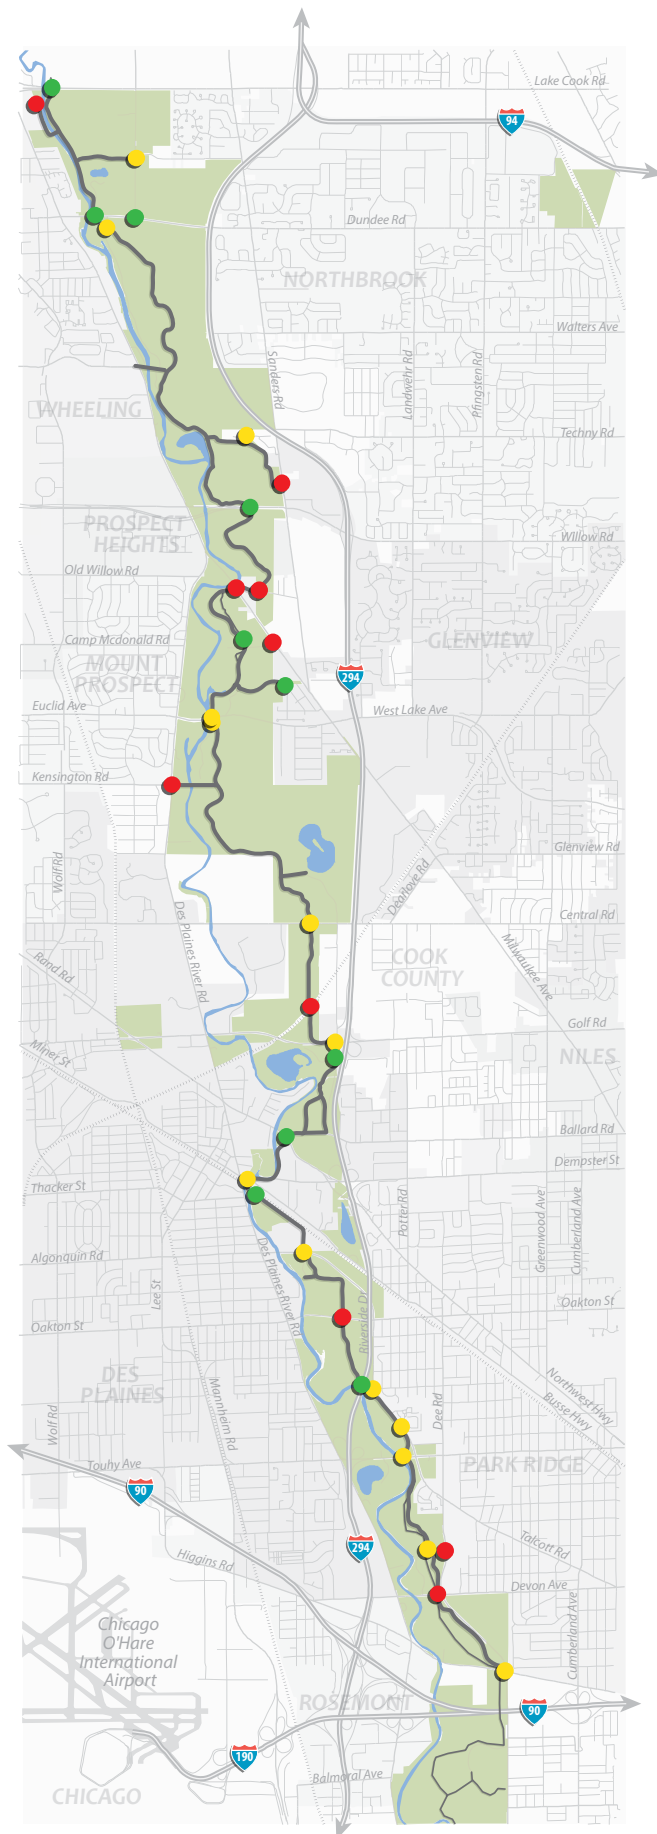 Lake Cook Rd
94
Dundee Rd
NORTHBROOK
Walters Ave
Sanders Rd
Landwehr Rd
Pfingsten Rd
WHEELING
Techny Rd
PROSPECT
HEIGHTS
Willow Rd
Old Willow Rd
Camp Mcdonald Rd
GLENVIEW
MOUNT
PROSPECT
294
Euclid Ave
West Lake Ave
Kensington Rd
Glenview Rd
Wolf Rd
Dearlove Rd
Des Plaines River Rd
Central Rd
Rand Rd
COOK
COUNTY
Milwaukee Ave
Golf Rd
Miner St
NILES
Ballard Rd
Dempster St
Thacker St
Potter Rd
Greenwood Ave
Cumberland Ave
Algonquin Rd
Des Plaines River Rd
Lee St
Riverside Dr
Oakton St
Oakton St
DES
PLAINES
Mannheim Rd
Northwest Hwy
Busse Hwy
Wolf Rd
Dee Rd
Touhy Ave
PARK RIDGE
90
294
Talcott Rd
Higgins Rd
Devon Ave
Cumberland Ave
Chicago
O'Hare
International
Airport
ROSEMONT
90
190
Balmoral Ave
CHICAGO